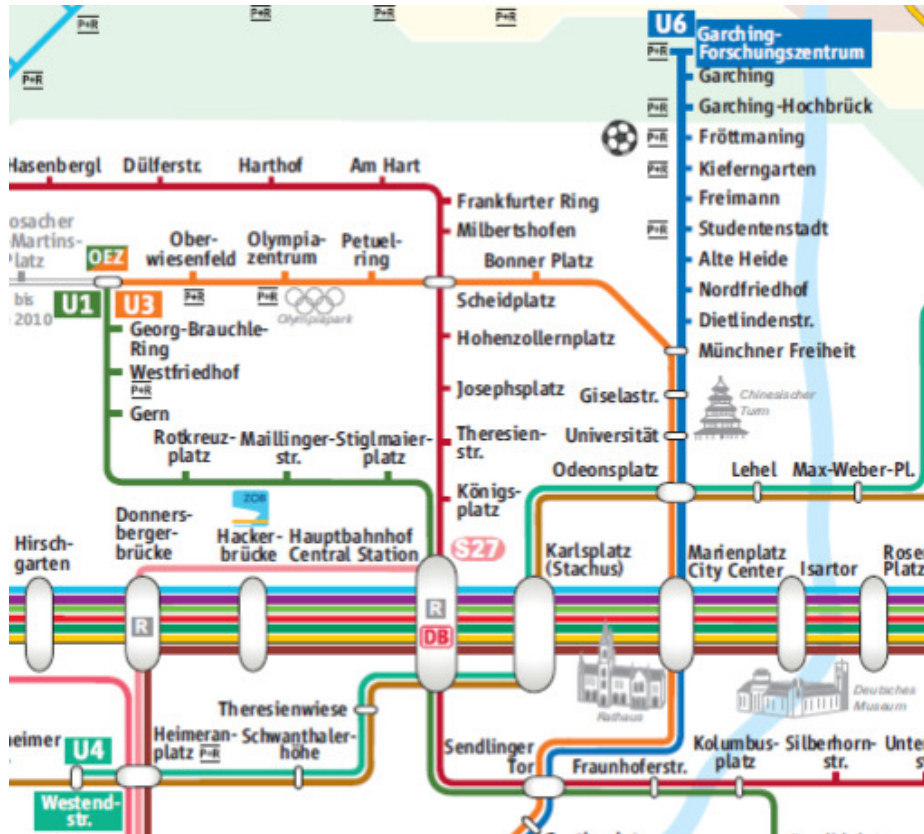 P+R
P+R
P+R
P+R
P+R
U6
Garching-
Forschungszentrum
P+R
Garching
P+R
Garching-Hochbrück
P+R
Fröttmaning
P+R
Kieferngarten
Freimann
P+R
Studentenstadt
Alte Heide
Nordfriedhof
Dietlindenstr.
Münchner Freiheit
Hasenbergl
Dülferstr.
Harthof
Am Hart
Frankfurter Ring
Milbertshofen
Martins-
Platz
bis
2010
OEZ
U1
U3
Ober-
wiesenfeld
P+R
Olympia-
zentrum
P+R
Olympiapark
Petuel-
ring
Bonner Platz
Scheidplatz
Georg-Brauchle-
Ring
Westfriedhof
P+R
Gern
Hohenzollernplatz
Josephsplatz
Giselastr.
Chinesischer
Turm
Rotkreuz-
platz
Maillinger-
str.
Stiglmaier-
platz
Theresien-
str.
Universität
Königs-
platz
Odeonsplatz
Lehel
Max-Weber-Pl.
Hirsch-
garten
Donners-
berger-
brücke
ZOB
Hacker-
brücke
Hauptbahnhof
Central Station
S27
Karlsplatz
(Stachus)
Marienplatz
City Center
Isartor
Platz
R
R
DB
Rathaus
Deutsches
Museum
Theresienwiese
U4
Westend-
str.
Heimeran-
platz P+R
Schwanthaler-
höhe
Sendlinger
Tor
Fraunhoferstr.
Kolumbus-
platz
Silberhorn-
str.